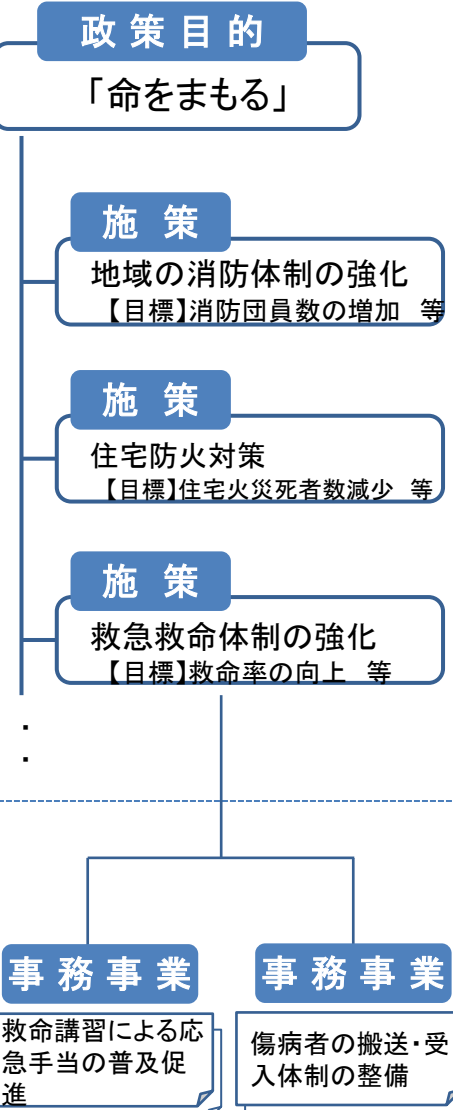 政策目的
「命をまもる」
施 策
地域の消防体制の強化
【目標】消防団員数の増加 等
施 策
住宅防火対策
【目標】住宅火災死者数減少 等
施 策
救急救命体制の強化
【目標】救命率の向上 等
・
・
事務事業
救命講習による応
急手当の普及促
進
事務事業
傷病者の搬送・受
入体制の整備